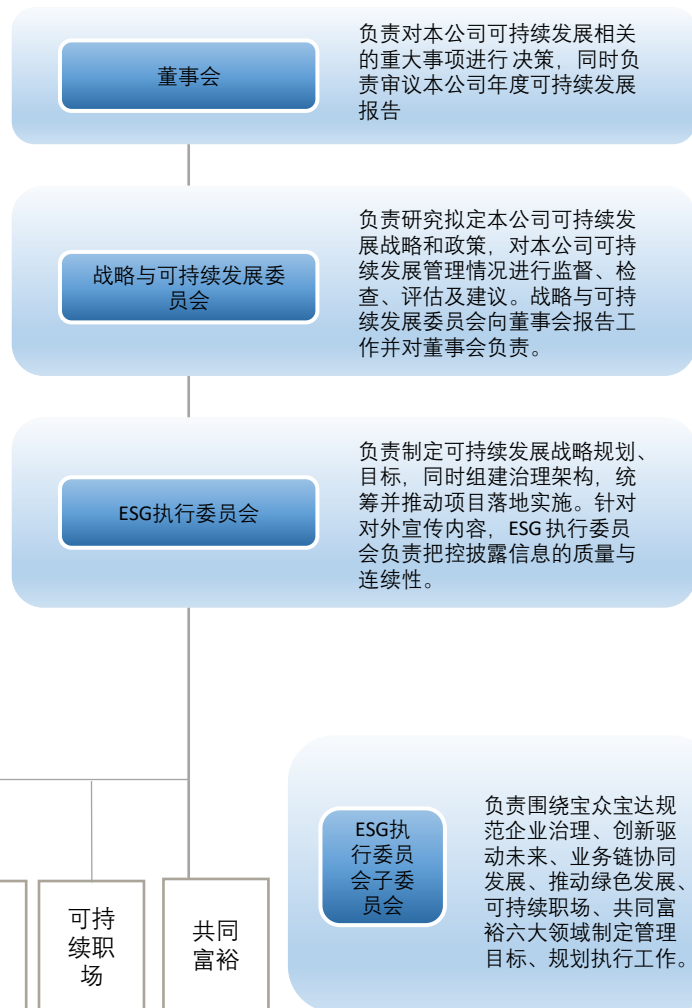 董事会
负责对本公司可持续发展相关
的重大事项进行 决策，同时负
责审议本公司年度可持续发展
报告
战略与可持续发展委
员会
负责研究拟定本公司可持续发
展战略和政策，对本公司可持
续发展管理情况进行监督、检
查、评估及建议。战略与可持
续发展委员会向董事会报告工
作并对董事会负责。
ESG执行委员会
负责制定可持续发展战略规划、
目标，同时组建治理架构，统
筹并推动项目落地实施。针对
对外宣传内容，ESG 执行委员
会负责把控披露信息的质量与
连续性。
可持
续职
场
共同
富裕
ESG执
行委员
会子委
员会
负责围绕宝众宝达规
范企业治理、创新驱
动未来、业务链协同
发展、推动绿色发展、
可持续职场、共同富
裕六大领域制定管理
目标、规划执行工作。